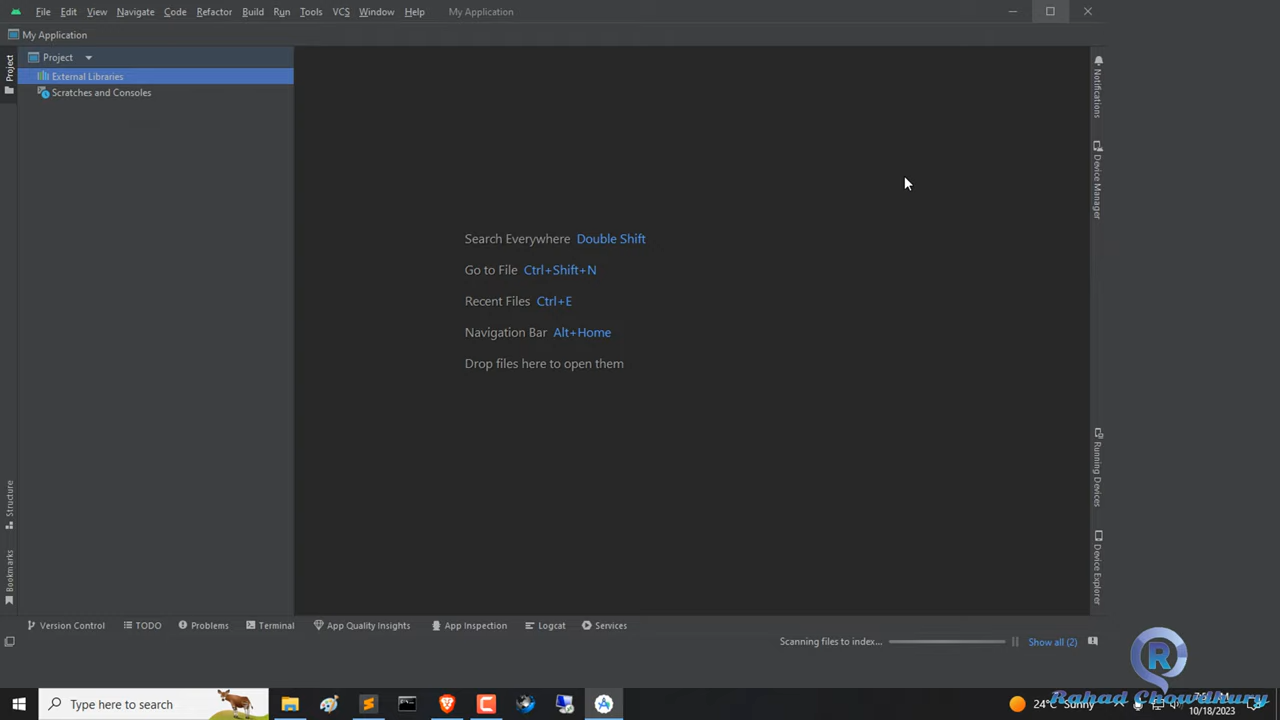 File Edit View Navigate Code Refactor Build Run Tools VCS Window Help My Application
My Application
Project
Project
External Libraries
Scratches and Consoles
Notifications
Device Manager
Search Everywhere Double Shift
Go to File Ctrl+Shift+N
Recent Files Ctrl+E
Navigation Bar Alt+Home
Drop files here to open them
Running Devices
Structure
Device Explorer
Bookmarks
Version Control TODO Problems Terminal App Quality Insights App Inspection Logcat Services
Scanning files to index... Show all (2)
R
Rahad Chowdhury
Type here to search
24°C Sunny
10/18/2023